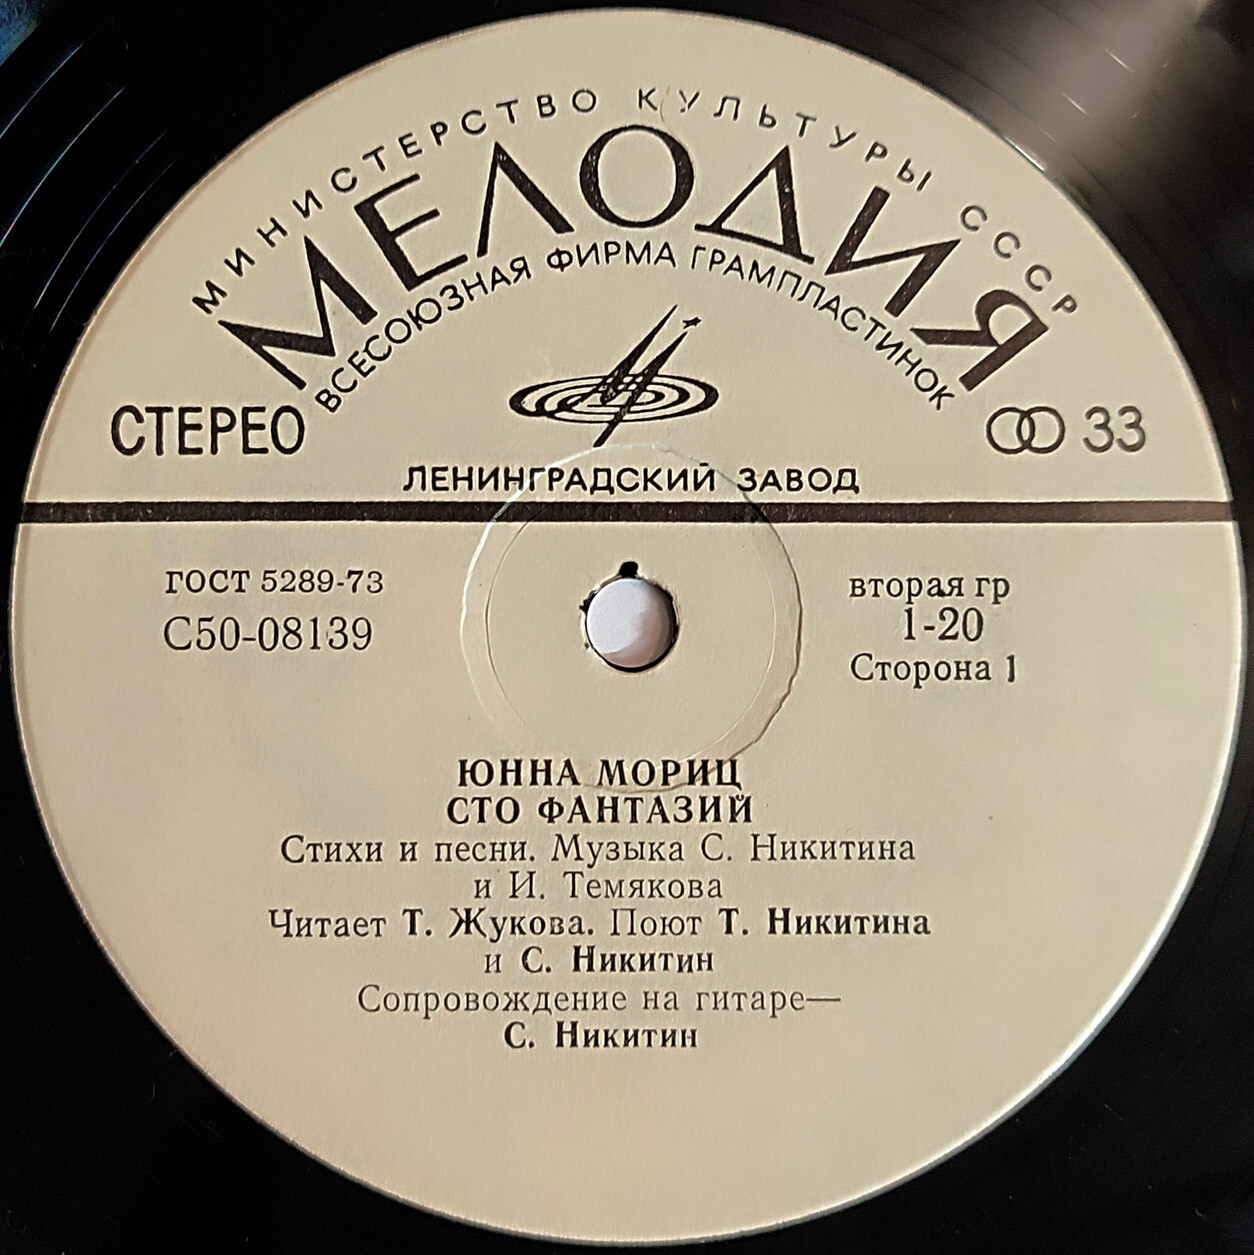 МИНИСТЕРСТВО КУЛЬТУРЫ СССР
МЕЛОДИЯ
ВСЕСОЮЗНАЯ ФИРМА ГРАМПЛАСТИНОК
СТЕРЕО
33
ЛЕНИНГРАДСКИЙ ЗАВОД
ГОСТ 5289-73
С50-08139
вторая гр
1-20
Сторона 1
ЮННА МОРИЦ
СТО ФАНТАЗИЙ
Стихи и песни. Музыка С. Никитина
и И. Темякова
Читает Т. Жукова. Поют Т. Никитина
и С. Никитин
Сопровождение на гитаре—
С. Никитин